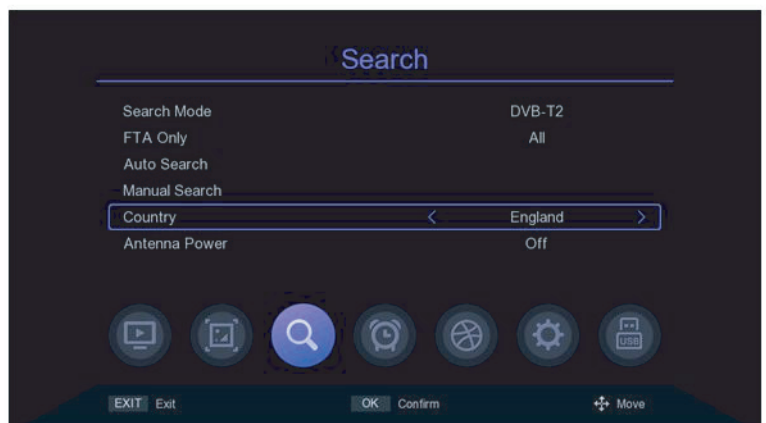 Search
Search Mode DVB-T2
FTA Only All
Auto Search
Manual Search
Country England
Antenna Power Off
USB
EXIT Exit OK Confirm Move